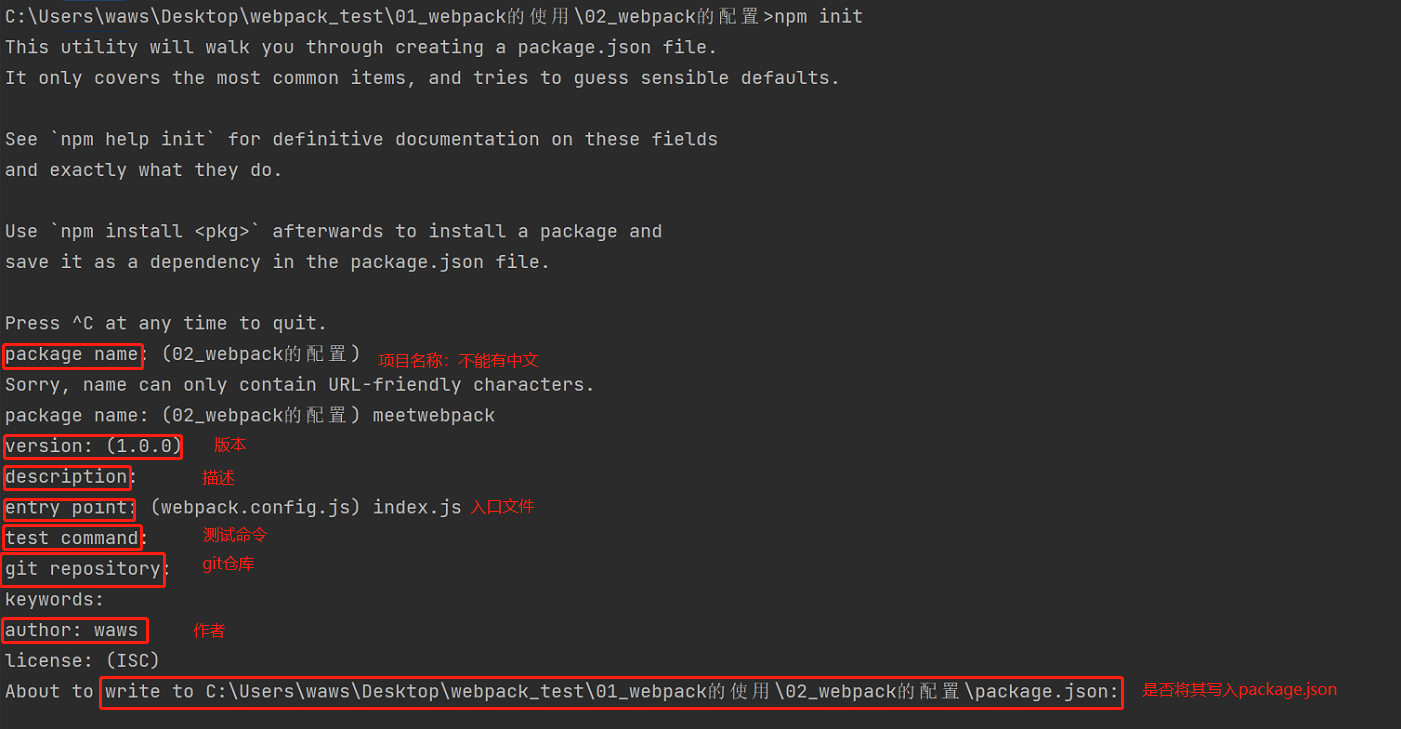 C:\Users\waws\Desktop\webpack_test\01_webpack的使用\02_webpack的配置>npm init
This utility will walk you through creating a package.json file.
It only covers the most common items, and tries to guess sensible defaults.
See `npm help init` for definitive documentation on these fields
and exactly what they do.
Use `npm install <pkg>` afterwards to install a package and
save it as a dependency in the package.json file.
Press ^C at any time to quit.
package name: (02_webpack的配置) 项目名称：不能有中文
Sorry, name can only contain URL-friendly characters.
package name: (02_webpack的配置) meetwebpack
version: (1.0.0) 版本
description: 描述
entry point: (webpack.config.js) index.js 入口文件
test command: 测试命令
git repository: git仓库
keywords:
author: waws 作者
license: (ISC)
About to write to C:\Users\waws\Desktop\webpack_test\01_webpack的使用\02_webpack的配置\package.json: 是否将其写入package.json